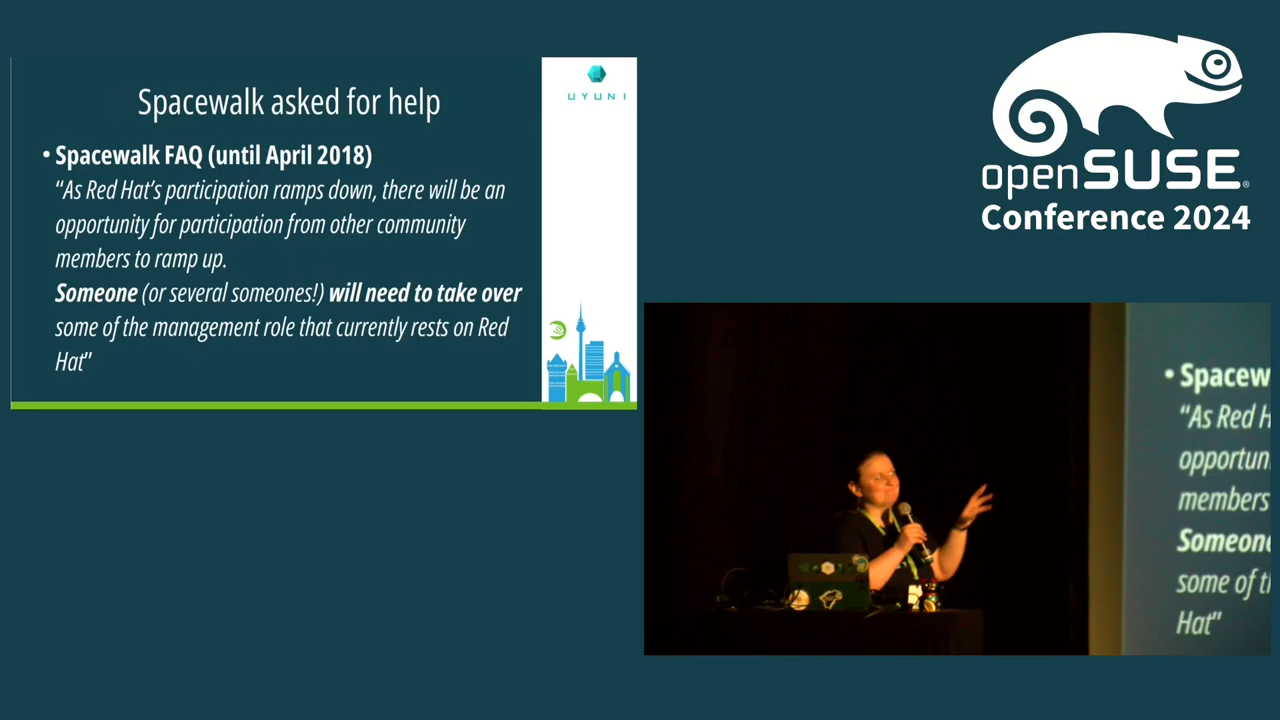 Spacewalk asked for help
• Spacewalk FAQ (until April 2018)
“As Red Hat’s participation ramps down, there will be an
opportunity for participation from other community
members to ramp up.
Someone (or several someones!) will need to take over
some of the management role that currently rests on Red
Hat”
UYUNI
openSUSE®
Conference 2024
• Spacew
“As Red H
opportun
members
Someone
some of t
Hat”